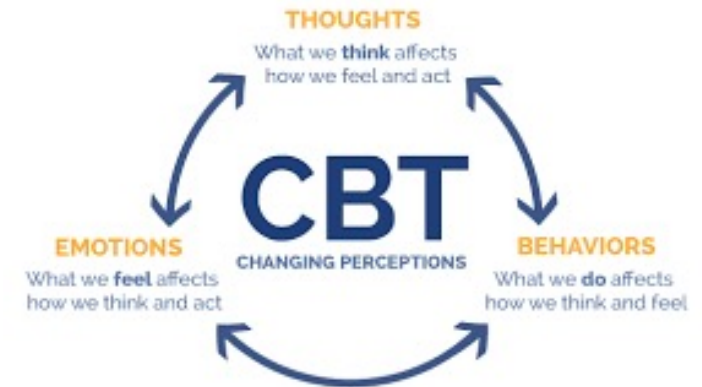 THOUGHTS
What we think affects
how we feel and act
CBT
CHANGING PERCEPTIONS
EMOTIONS
What we feel affects
how we think and act
BEHAVIORS
What we do affects
how we think and feel